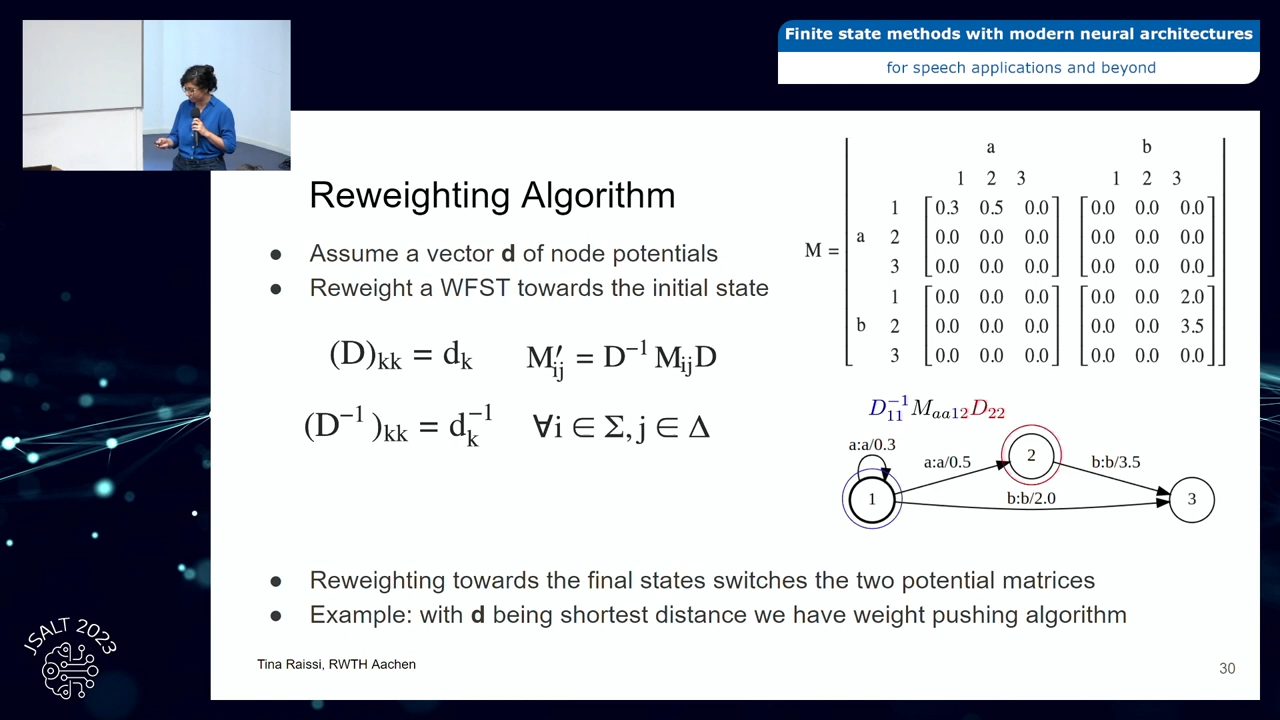 Finite state methods with modern neural architectures
for speech applications and beyond
Reweighting Algorithm
● Assume a vector d of node potentials
● Reweight a WFST towards the initial state
(D)kk = dk M′ij = D⁻¹ Mij D
(D⁻¹)kk = dk⁻¹ ∀i ∈ Σ, j ∈ Δ
a b
1 2 3 1 2 3
1 0.3 0.5 0.0 0.0 0.0 0.0
a 2 0.0 0.0 0.0 0.0 0.0 0.0
M =
3 0.0 0.0 0.0 0.0 0.0 0.0
1 0.0 0.0 0.0 0.0 0.0 2.0
b 2 0.0 0.0 0.0 0.0 0.0 3.5
3 0.0 0.0 0.0 0.0 0.0 0.0
D₁₁⁻¹ Maa12 D22
a:a/0.3
a:a/0.5
2
b:b/3.5
1
b:b/2.0
3
● Reweighting towards the final states switches the two potential matrices
● Example: with d being shortest distance we have weight pushing algorithm
Tina Raissi, RWTH Aachen
30
JSALT 2023